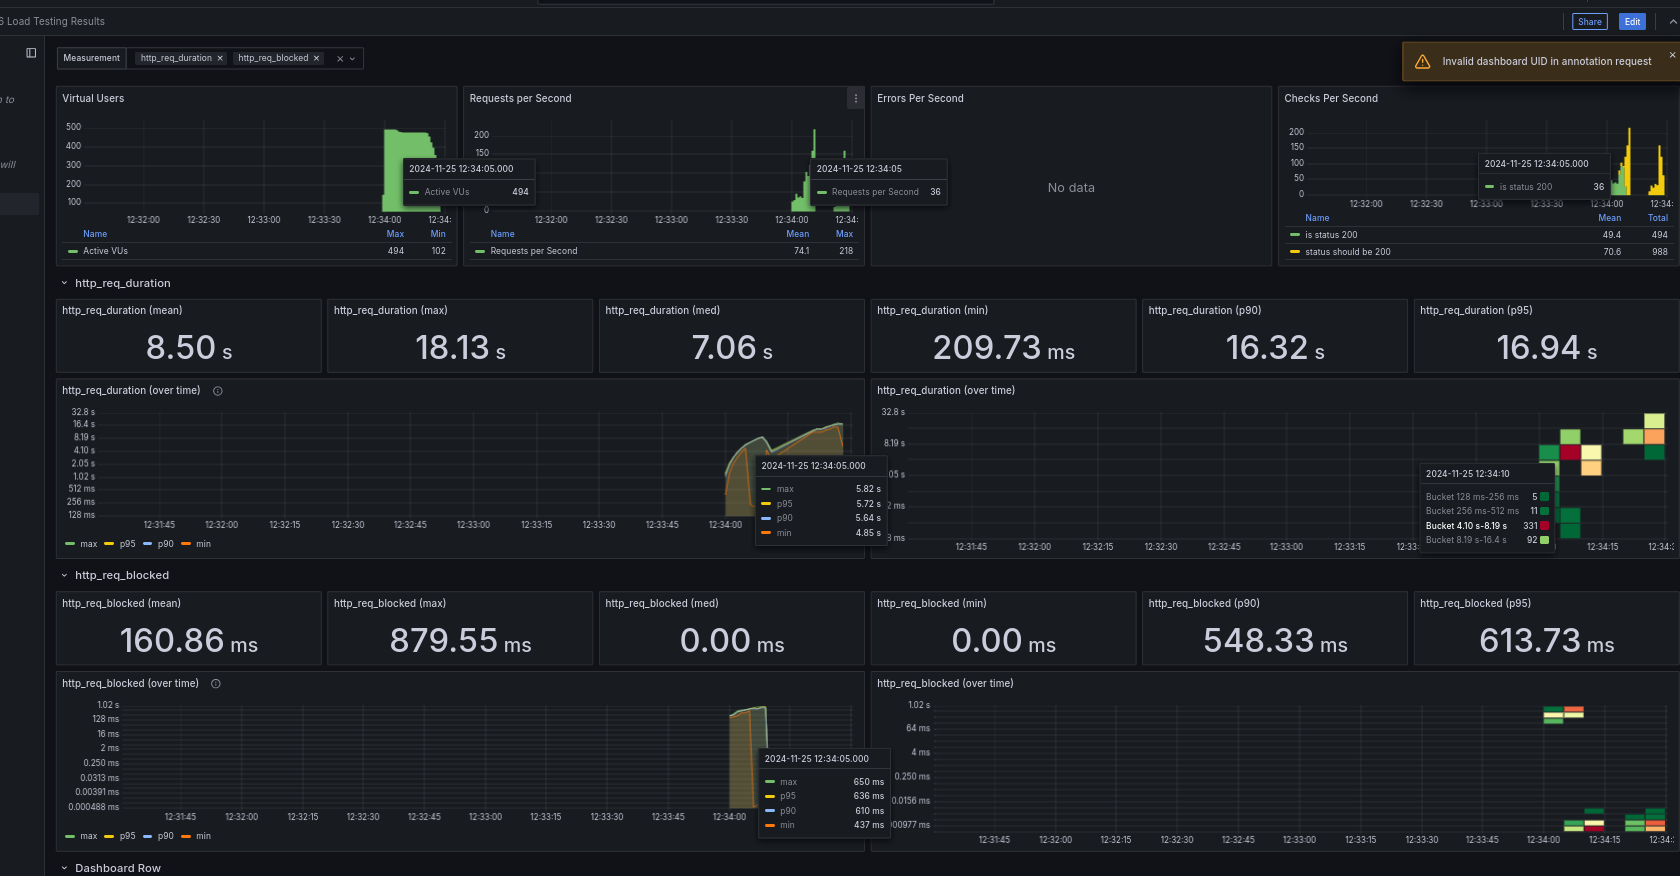 6 Load Testing Results
Share
Edit
n to
will
Measurement http_req_duration × http_req_blocked ×
Invalid dashboard UID in annotation request
Virtual Users
500
400
300
200
100
12:32:00 12:32:30 12:33:00 12:33:30 12:34:00 12:34:
2024-11-25 12:34:05.000
Active VUs 494
Name Max Min
Active VUs 494 102
Requests per Second
200
150
0
12:32:00 12:32:30 12:33:00 12:33:30 12:34:00 12:34:
2024-11-25 12:34:05
Requests per Second 36
Name Mean Max
Requests per Second 74.1 218
Errors Per Second
No data
Checks Per Second
200
150
100
50
0
12:32:00 12:32:30 12:33:00 12:33:30 12:34:00 12:34:
2024-11-25 12:34:05.000
is status 200 36
Name Mean Total
is status 200 49.4 494
status should be 200 70.6 988
http_req_duration
http_req_duration (mean)
8.50 s
http_req_duration (max)
18.13 s
http_req_duration (med)
7.06 s
http_req_duration (min)
209.73 ms
http_req_duration (p90)
16.32 s
http_req_duration (p95)
16.94 s
http_req_duration (over time)
32.8 s
16.4 s
8.19 s
4.10 s
2.05 s
1.02 s
512 ms
256 ms
128 ms
12:31:45 12:32:00 12:32:15 12:32:30 12:32:45 12:33:00 12:33:15 12:33:30 12:33:45 12:34:00
2024-11-25 12:34:05.000
max 5.82 s
p95 5.72 s
p90 5.64 s
min 4.85 s
max p95 p90 min
http_req_duration (over time)
32.8 s
8.19 s
05 s
2 ms
8 ms
12:31:45 12:32:00 12:32:15 12:32:30 12:32:45 12:33:00 12:33:15 12:33: 12:34:15 12:34:3
2024-11-25 12:34:10
Bucket 128 ms-256 ms 5
Bucket 256 ms-512 ms 11
Bucket 4.10 s-8.19 s 331
Bucket 8.19 s-16.4 s 92
http_req_blocked
http_req_blocked (mean)
160.86 ms
http_req_blocked (max)
879.55 ms
http_req_blocked (med)
0.00 ms
http_req_blocked (min)
0.00 ms
http_req_blocked (p90)
548.33 ms
http_req_blocked (p95)
613.73 ms
http_req_blocked (over time)
1.02 s
128 ms
16 ms
2 ms
0.250 ms
0.0313 ms
0.00391 ms
0.000488 ms
12:31:45 12:32:00 12:32:15 12:32:30 12:32:45 12:33:00 12:33:15 12:33:30 12:33:45 12:34:00
2024-11-25 12:34:05.000
max 650 ms
p95 636 ms
p90 610 ms
min 437 ms
max p95 p90 min
http_req_blocked (over time)
1.02 s
64 ms
4 ms
0.250 ms
0.0156 ms
00977 ms
12:31:45 12:32:00 12:32:15 12:32:30 12:32:45 12:33:00 12:33:15 12:33:30 12:33:45 12:34:00 12:34:15 12:34:
Dashboard Row